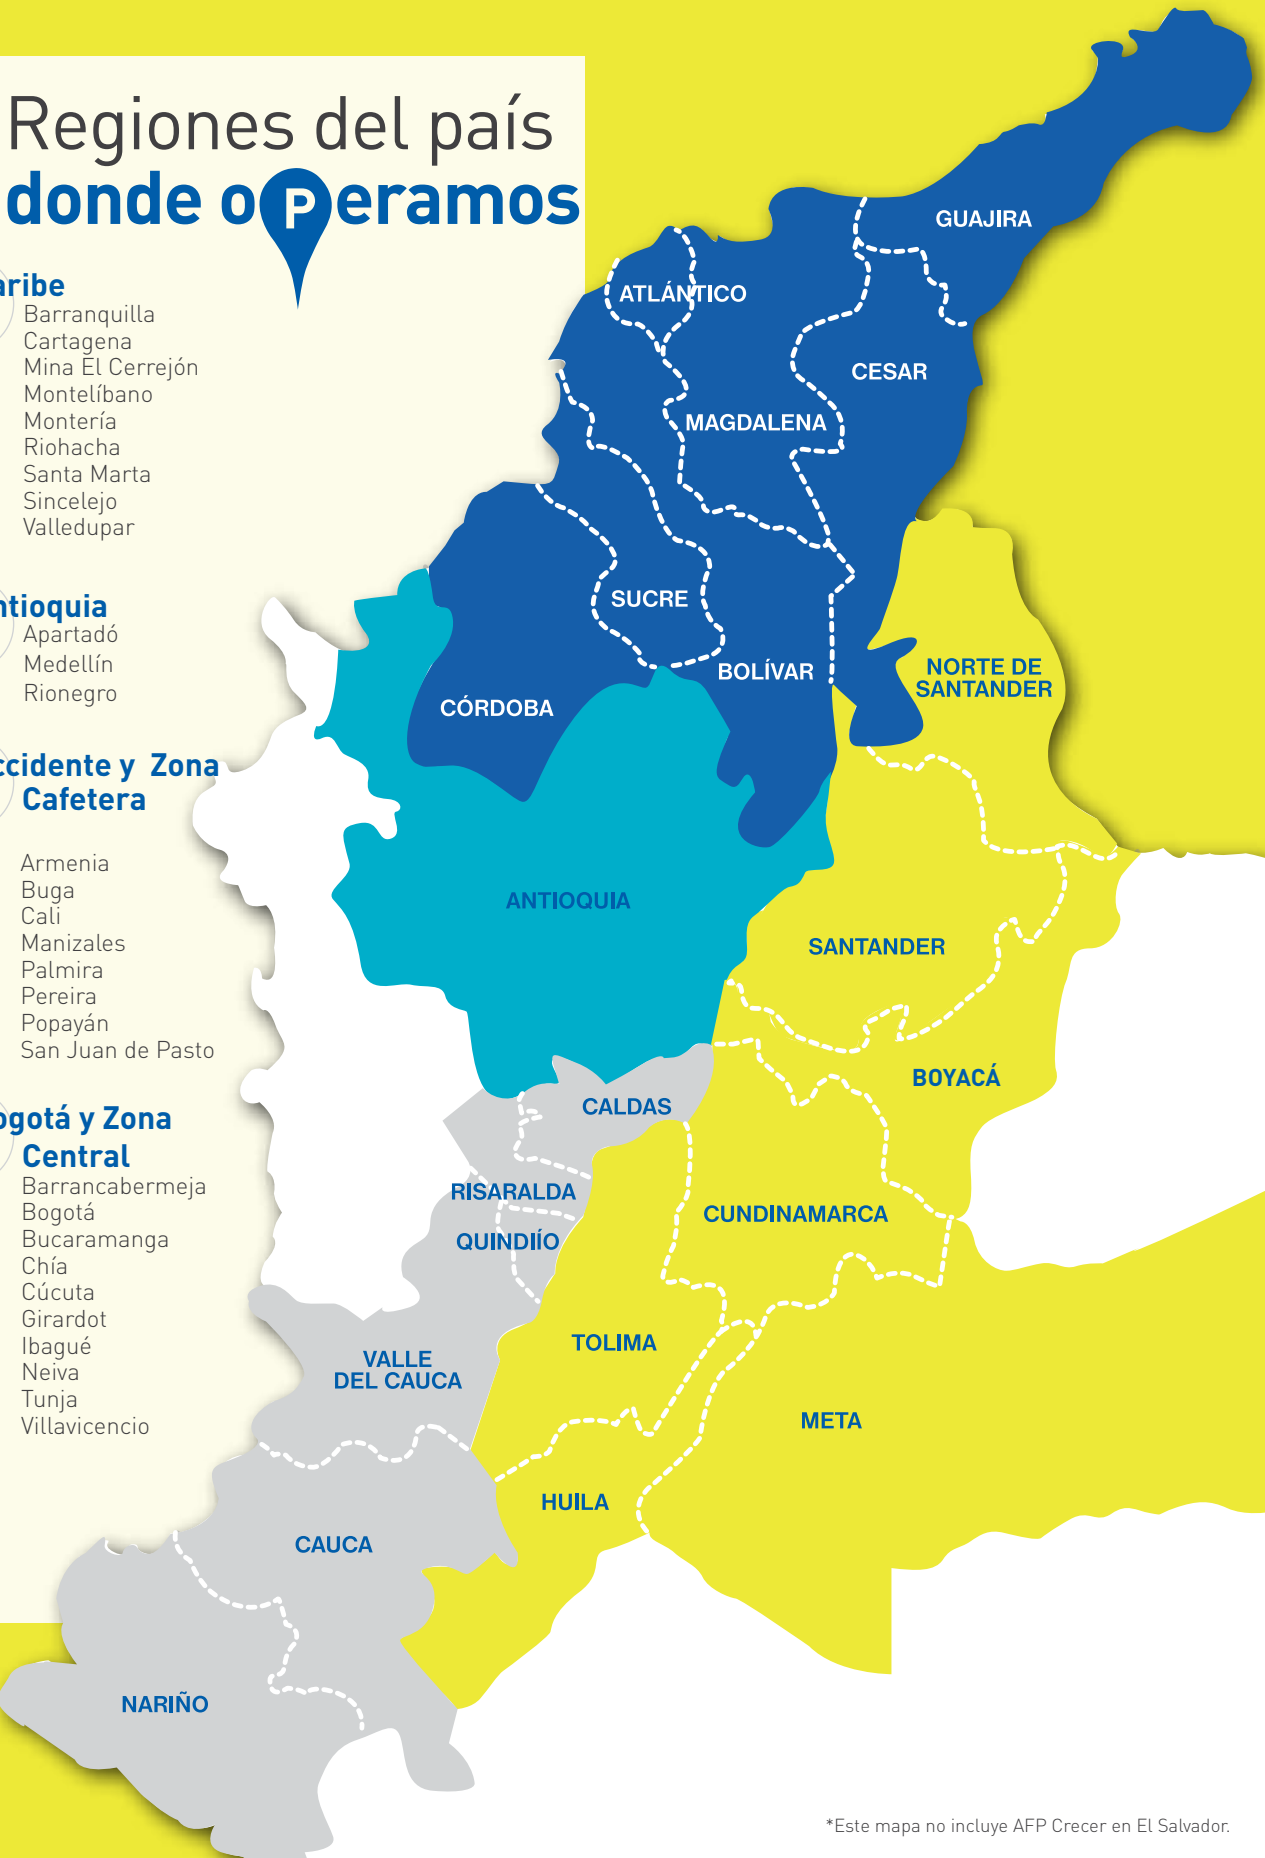 Regiones del país
donde operamos
aribe
Barranquilla
Cartagena
Mina El Cerrejón
Montelíbano
Montería
Riohacha
Santa Marta
Sincelejo
Valledupar
ntioquia
Apartadó
Medellín
Rionegro
ccidente y Zona
Cafetera
Armenia
Buga
Cali
Manizales
Palmira
Pereira
Popayán
San Juan de Pasto
ogotá y Zona
Central
Barrancabermeja
Bogotá
Bucaramanga
Chía
Cúcuta
Girardot
Ibagué
Neiva
Tunja
Villavicencio
GUAJIRA
ATLÁNTICO
CESAR
MAGDALENA
SUCRE
BOLÍVAR
NORTE DE
SANTANDER
CÓRDOBA
ANTIOQUIA
SANTANDER
BOYACÁ
CALDAS
RISARALDA
CUNDINAMARCA
QUINDIÍO
TOLIMA
VALLE
DEL CAUCA
META
HUILA
CAUCA
NARIÑO
*Este mapa no incluye AFP Crecer en El Salvador.